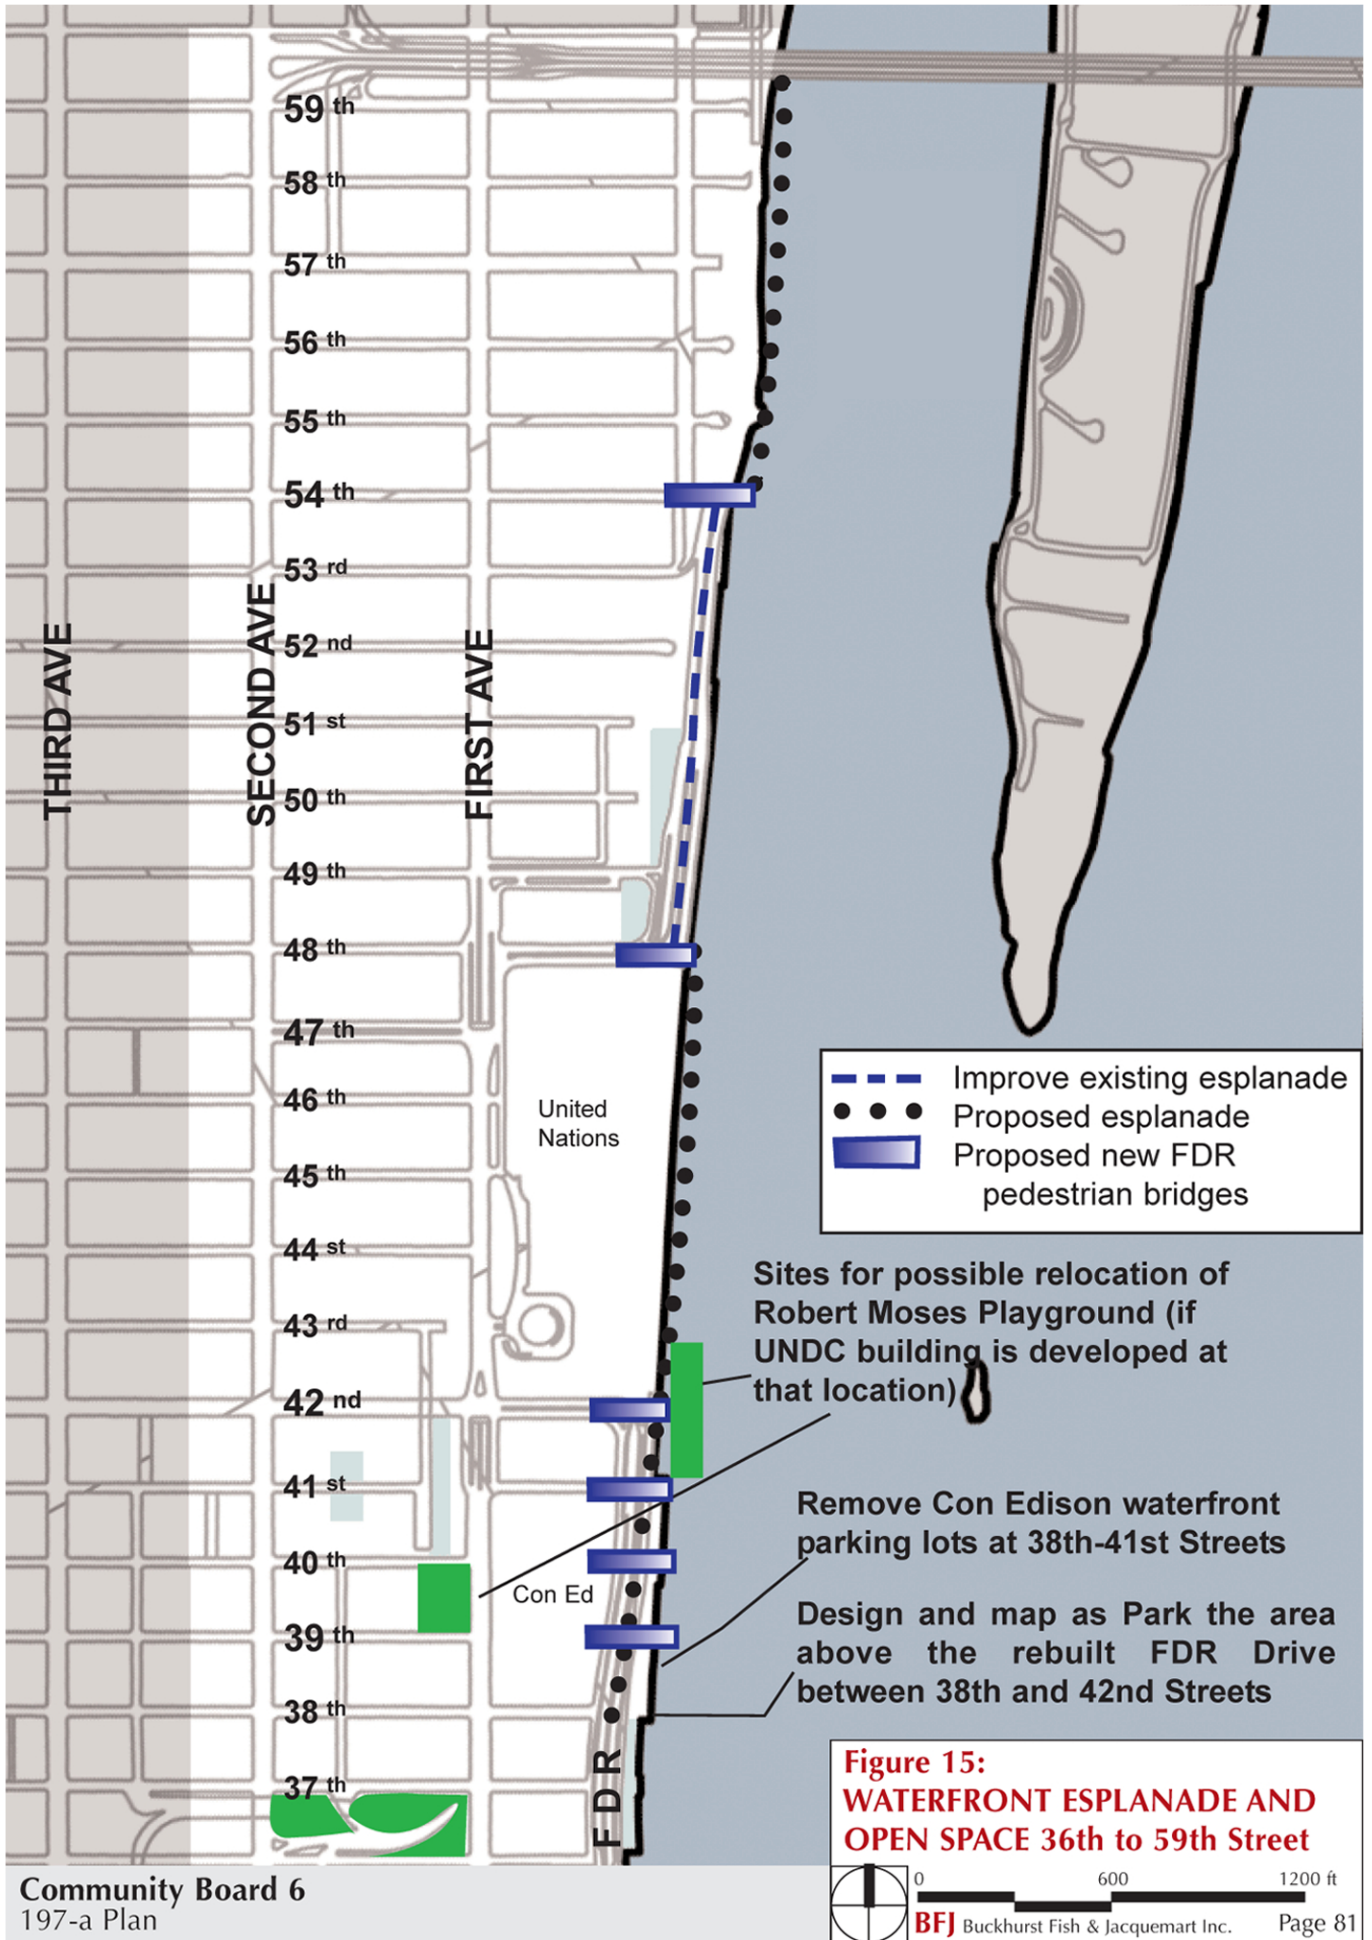 59 th
58 th
57 th
56 th
55 th
54 th
53 rd
52 nd
51 st
50 th
49 th
48 th
47 th
46 th
45 th
44 st
43 rd
42 nd
41 st
40 th
39 th
38 th
37 th
THIRD AVE
SECOND AVE
FIRST AVE
United
Nations
Con Ed
FDR
Improve existing esplanade
Proposed esplanade
Proposed new FDR
pedestrian bridges
Sites for possible relocation of
Robert Moses Playground (if
UNDC building is developed at
that location)
Remove Con Edison waterfront
parking lots at 38th-41st Streets
Design and map as Park the area
above the rebuilt FDR Drive
between 38th and 42nd Streets
Figure 15:
WATERFRONT ESPLANADE AND
OPEN SPACE 36th to 59th Street
0 600 1200 ft
BFJ Buckhurst Fish & Jacquemart Inc. Page 81
Community Board 6
197-a Plan